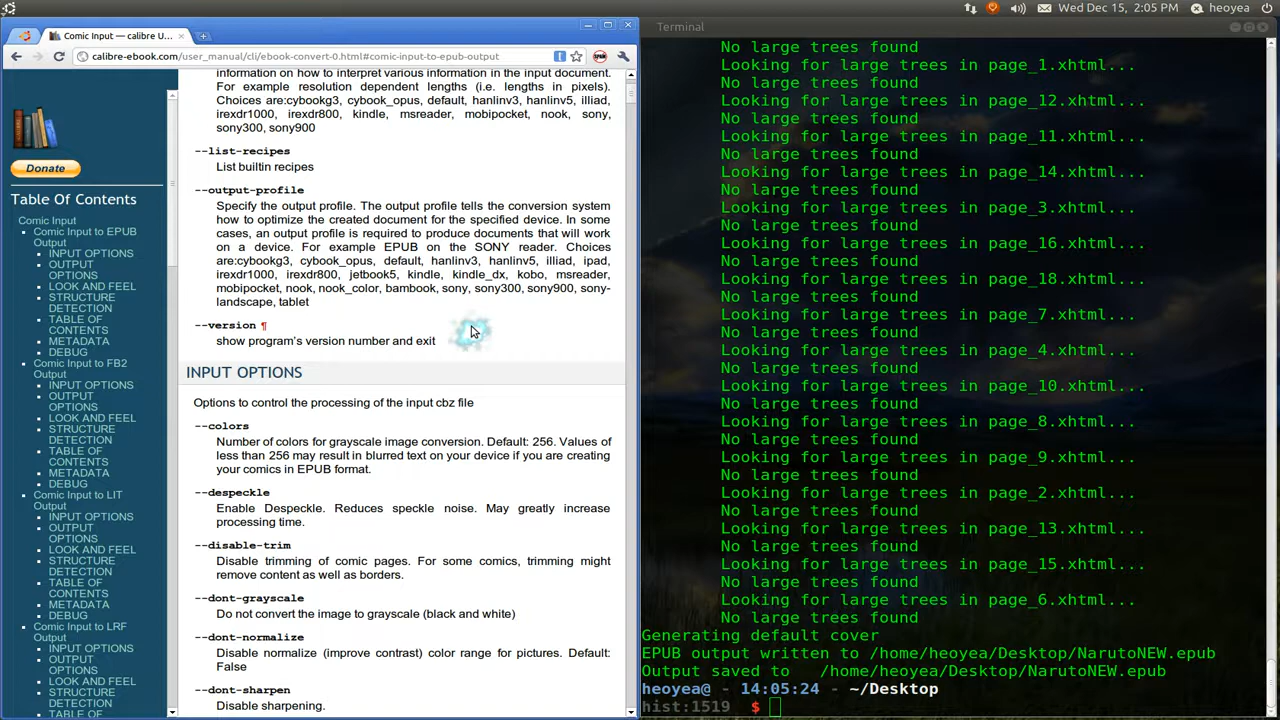 Wed Dec 15, 2:05 PM
heoyea
Comic Input — calibre U...
calibre-ebook.com/user_manual/cli/ebook-convert-0.html#comic-input-to-epub-output
Donate
Table Of Contents
Comic Input
Comic Input to EPUB
Output
INPUT OPTIONS
OUTPUT
OPTIONS
LOOK AND FEEL
STRUCTURE
DETECTION
TABLE OF
CONTENTS
METADATA
DEBUG
Comic Input to FB2
Output
INPUT OPTIONS
OUTPUT
OPTIONS
LOOK AND FEEL
STRUCTURE
DETECTION
TABLE OF
CONTENTS
METADATA
DEBUG
Comic Input to LIT
Output
INPUT OPTIONS
OUTPUT
OPTIONS
LOOK AND FEEL
STRUCTURE
DETECTION
TABLE OF
CONTENTS
METADATA
DEBUG
Comic Input to LRF
Output
INPUT OPTIONS
OUTPUT
OPTIONS
LOOK AND FEEL
STRUCTURE
DETECTION
TABLE OF
information on how to interpret various information in the input document.
For example resolution dependent lengths (i.e. lengths in pixels).
Choices are:cybookg3, cybook_opus, default, hanlinv3, hanlinv5, illiad,
irexdr1000, irexdr800, kindle, msreader, mobipocket, nook, sony,
sony300, sony900
--list-recipes
List builtin recipes
--output-profile
Specify the output profile. The output profile tells the conversion system
how to optimize the created document for the specified device. In some
cases, an output profile is required to produce documents that will work
on a device. For example EPUB on the SONY reader. Choices
are:cybookg3, cybook_opus, default, hanlinv3, hanlinv5, illiad, ipad,
irexdr1000, irexdr800, jetbook5, kindle, kindle_dx, kobo, msreader,
mobipocket, nook, nook_color, bambook, sony, sony300, sony900, sony-
landscape, tablet
--version ¶
show program's version number and exit
INPUT OPTIONS
Options to control the processing of the input cbz file
--colors
Number of colors for grayscale image conversion. Default: 256. Values of
less than 256 may result in blurred text on your device if you are creating
your comics in EPUB format.
--despeckle
Enable Despeckle. Reduces speckle noise. May greatly increase
processing time.
--disable-trim
Disable trimming of comic pages. For some comics, trimming might
remove content as well as borders.
--dont-grayscale
Do not convert the image to grayscale (black and white)
--dont-normalize
Disable normalize (improve contrast) color range for pictures. Default:
False
--dont-sharpen
Disable sharpening.
Terminal
No large trees found
Looking for large trees in page_1.xhtml...
No large trees found
Looking for large trees in page_12.xhtml...
No large trees found
Looking for large trees in page_11.xhtml...
No large trees found
Looking for large trees in page_14.xhtml...
No large trees found
Looking for large trees in page_3.xhtml...
No large trees found
Looking for large trees in page_16.xhtml...
No large trees found
Looking for large trees in page_18.xhtml...
No large trees found
Looking for large trees in page_7.xhtml...
No large trees found
Looking for large trees in page_4.xhtml...
No large trees found
Looking for large trees in page_10.xhtml...
No large trees found
Looking for large trees in page_8.xhtml...
No large trees found
Looking for large trees in page_9.xhtml...
No large trees found
Looking for large trees in page_2.xhtml...
No large trees found
Looking for large trees in page_13.xhtml...
No large trees found
Looking for large trees in page_15.xhtml...
No large trees found
Looking for large trees in page_6.xhtml...
No large trees found
Generating default cover
EPUB output written to /home/heoyea/Desktop/NarutoNEW.epub
Output saved to   /home/heoyea/Desktop/NarutoNEW.epub
heoyea@ - 14:05:24 - ~/Desktop
hist:1519  $